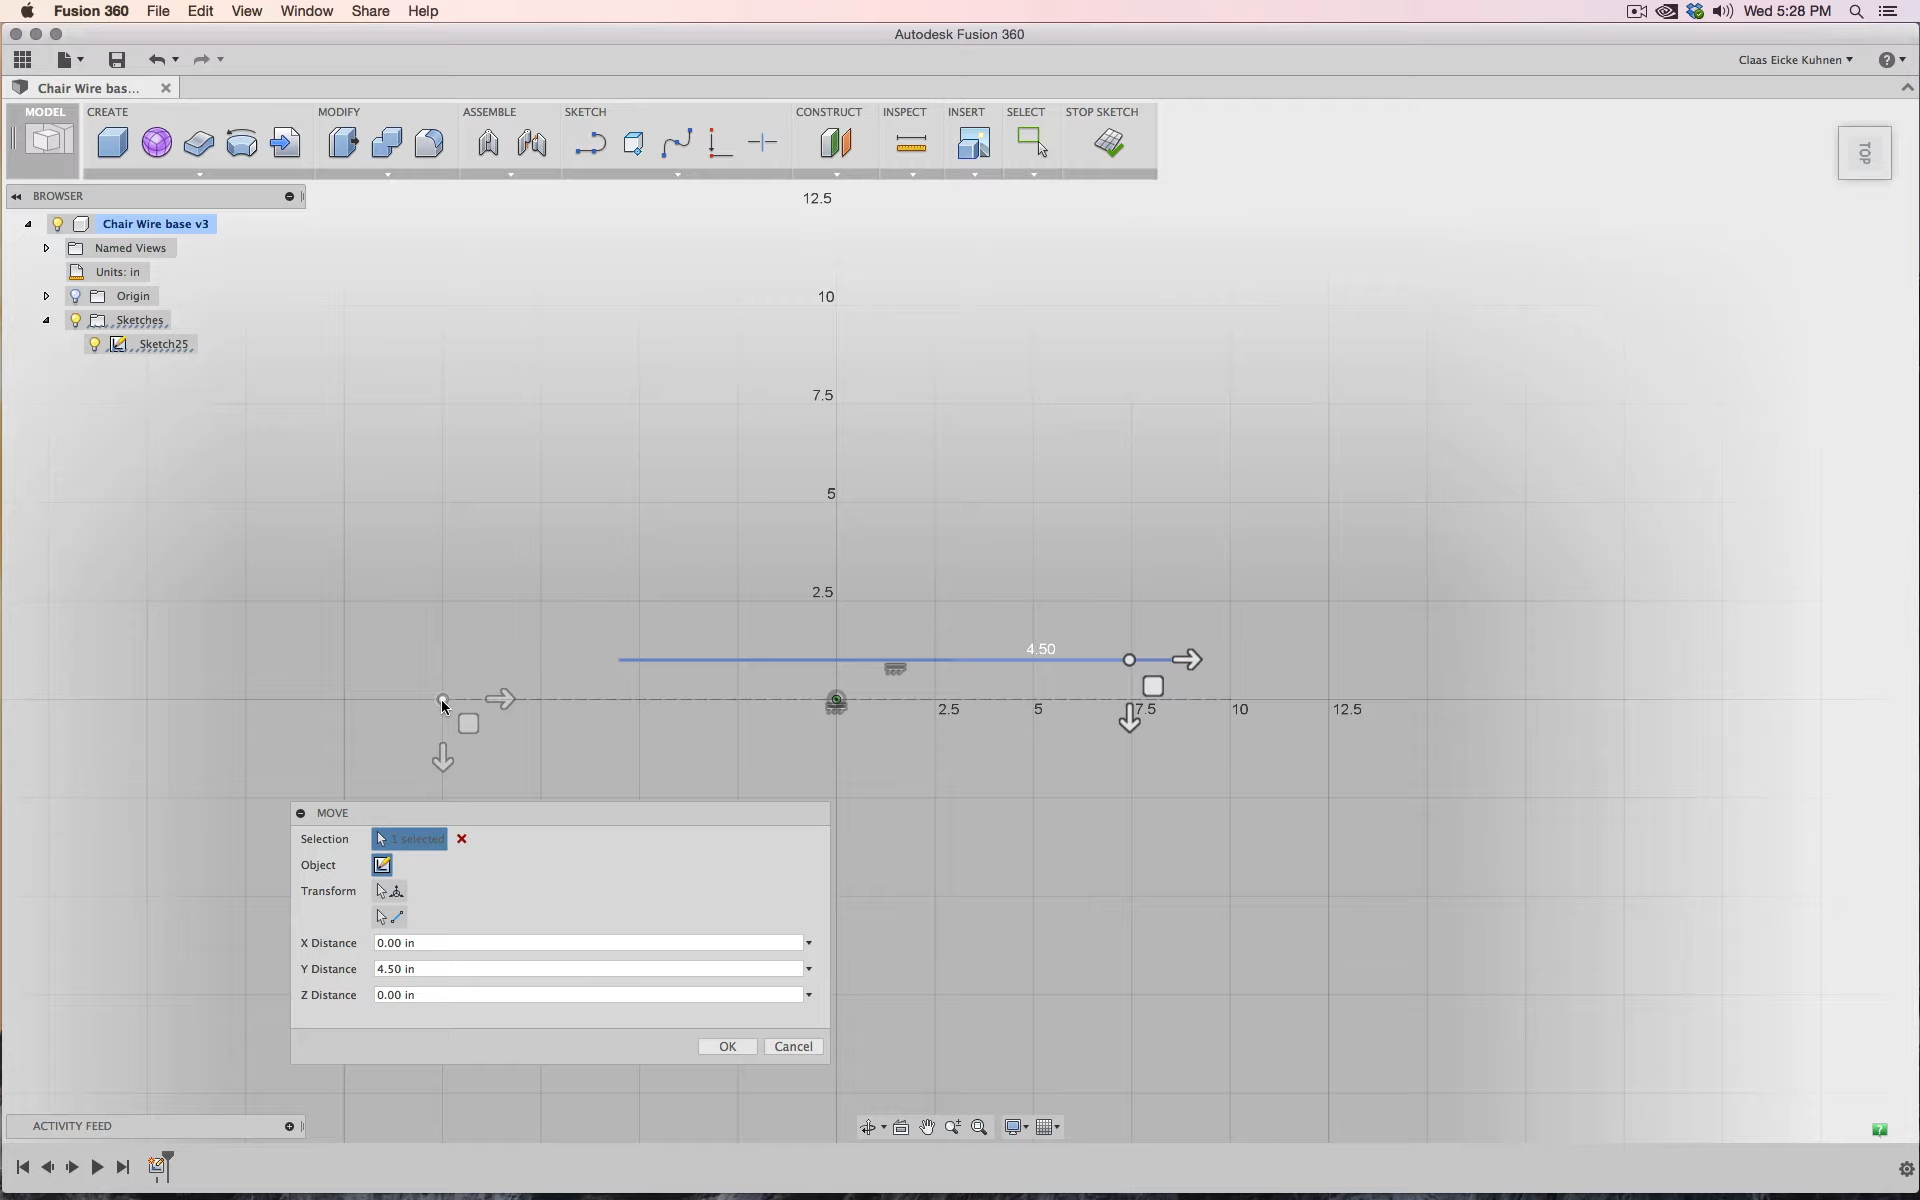 Fusion 360 File Edit View Window Share Help Wed 5:28 PM
Autodesk Fusion 360
Claas Eicke Kuhnen
Chair Wire bas...
MODEL CREATE MODIFY ASSEMBLE SKETCH CONSTRUCT INSPECT INSERT SELECT STOP SKETCH
TOP
BROWSER
Chair Wire base v3
Named Views
Units: in
Origin
Sketches
Sketch25
12.5
10
7.5
5
2.5
4.50
2.5 5 7.5 10 12.5
MOVE
Selection 1 selected
Object
Transform
X Distance 0.00 in
Y Distance 4.50 in
Z Distance 0.00 in
OK Cancel
ACTIVITY FEED